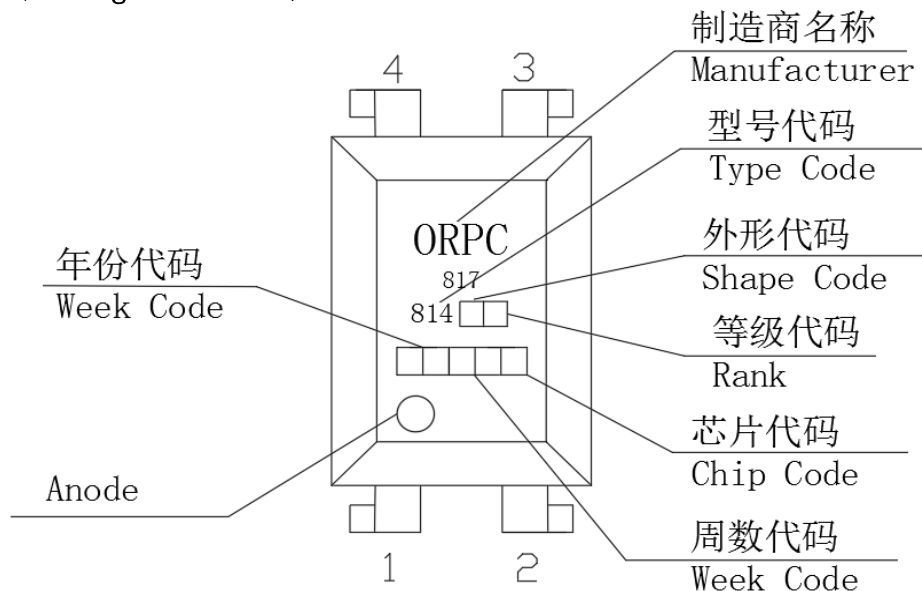 制造商名称
Manufacturer
4
3
型号代码
Type Code
ORPC
外形代码
Shape Code
年份代码
Week Code
817
814
等级代码
Rank
芯片代码
Chip Code
Anode
周数代码
Week Code
1
2